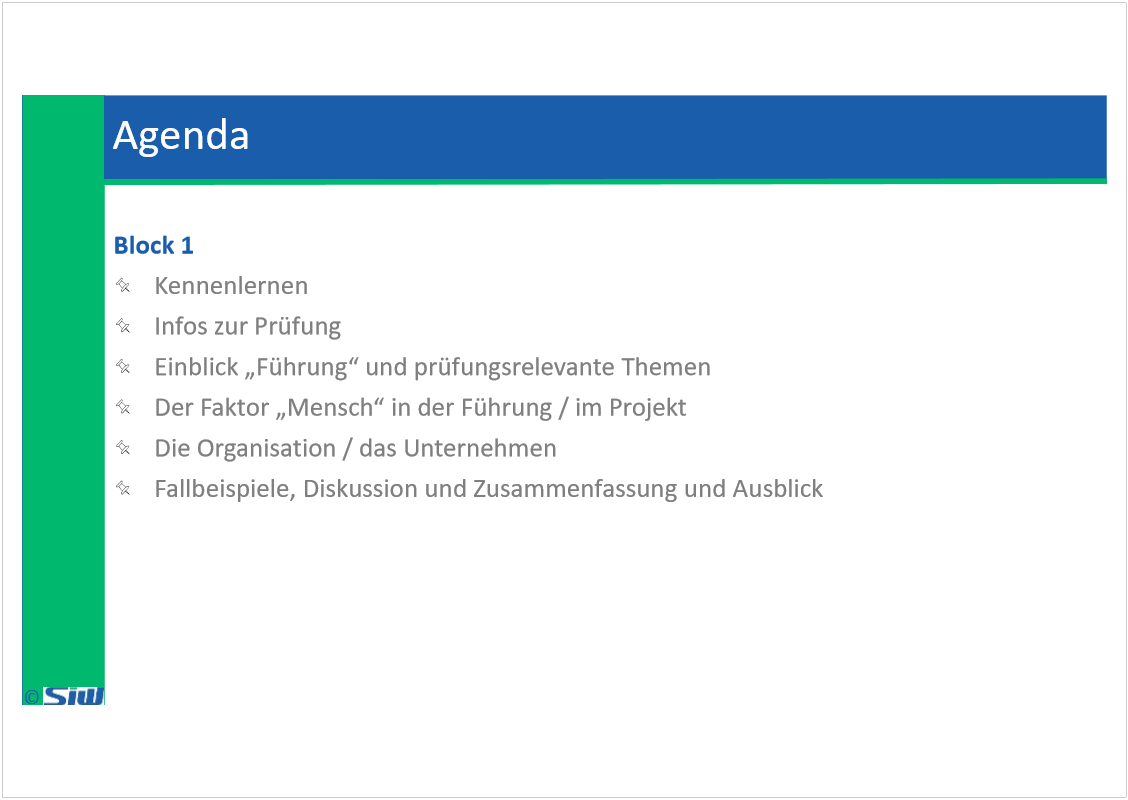 Agenda
Block 1
Kennenlernen
Infos zur Prüfung
Einblick „Führung“ und prüfungsrelevante Themen
Der Faktor „Mensch“ in der Führung / im Projekt
Die Organisation / das Unternehmen
Fallbeispiele, Diskussion und Zusammenfassung und Ausblick
© SIW